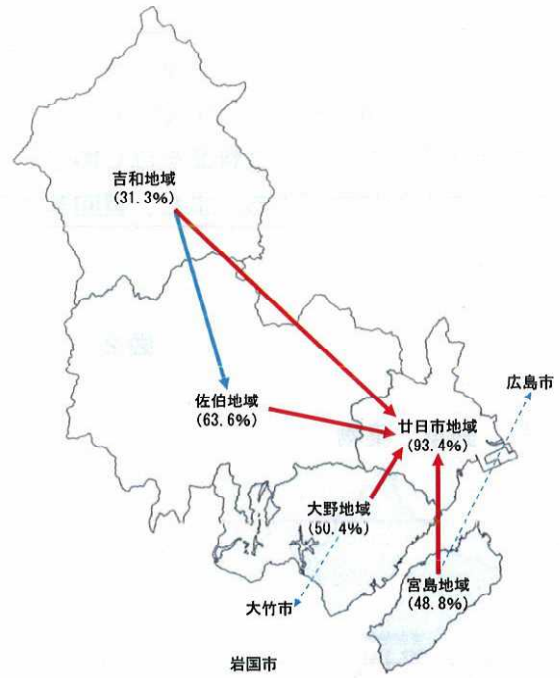 吉和地域
(31.3%)
広島市
佐伯地域
(63.6%)
廿日市地域
(93.4%)
大野地域
(50.4%)
宮島地域
(48.8%)
大竹市
岩国市